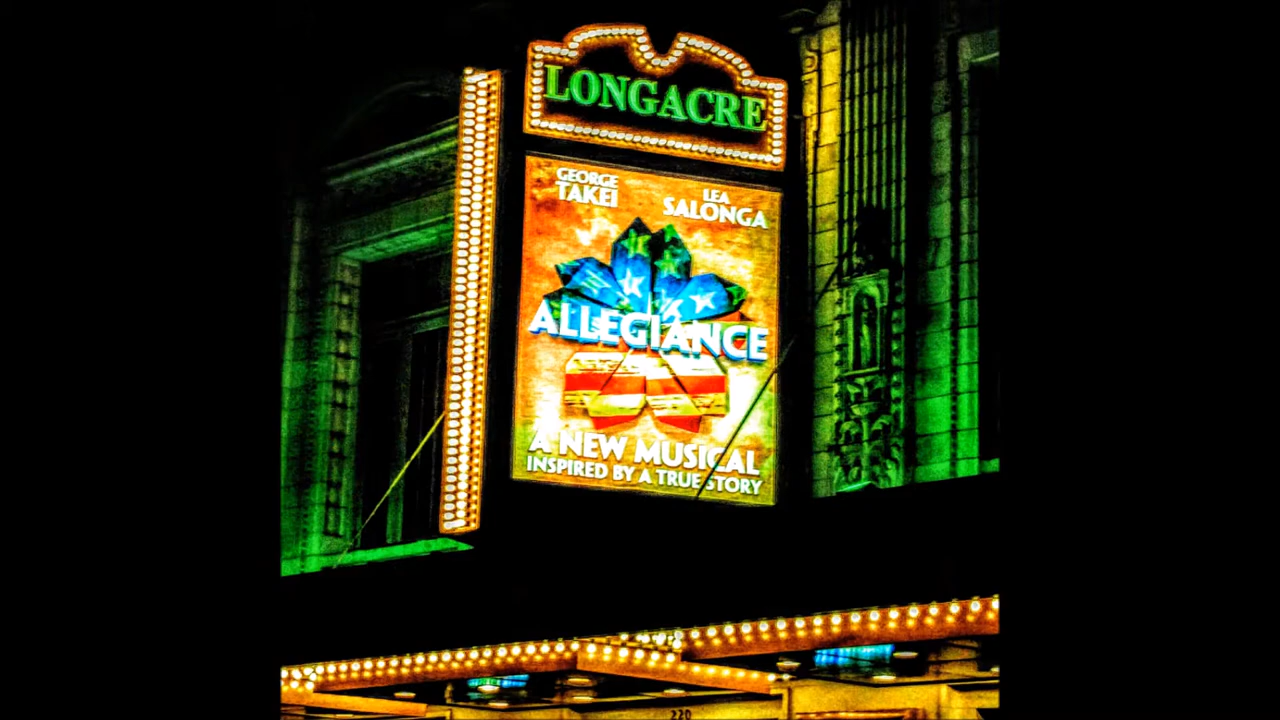 LONGACRE
GEORGE LEA
TAKEI SALONGA
ALLEGIANCE
A NEW MUSICAL
INSPIRED BY A TRUE STORY
220